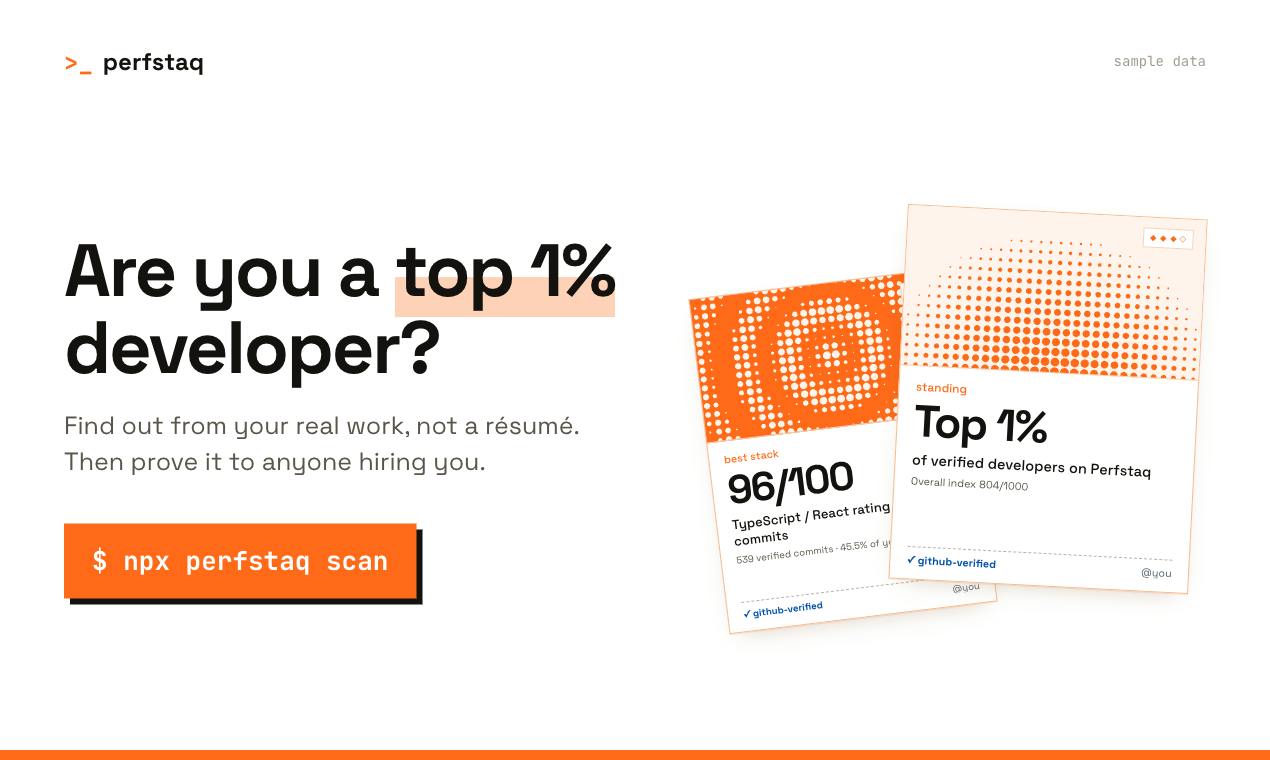 >_ perfstaq
sample data
Are you a top 1%
developer?
Find out from your real work, not a résumé.
Then prove it to anyone hiring you.
$ npx perfstaq scan
best stack
96/100
TypeScript / React rating
commits
539 verified commits · 45.5% of
✓ github-verified
@you
standing
Top 1%
of verified developers on Perfstaq
Overall index 804/1000
✓ github-verified
@you